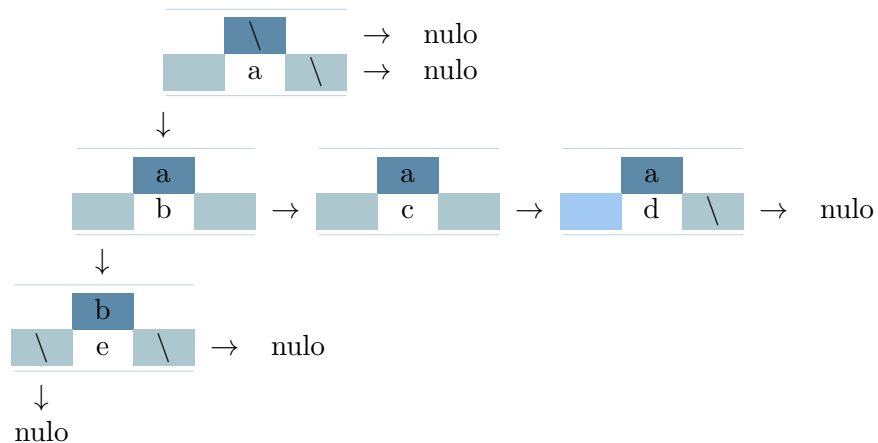 \ → nulo
a \ → nulo
↓
a a a
b → c → d \ → nulo
↓
b
\ e \ → nulo
↓
nulo